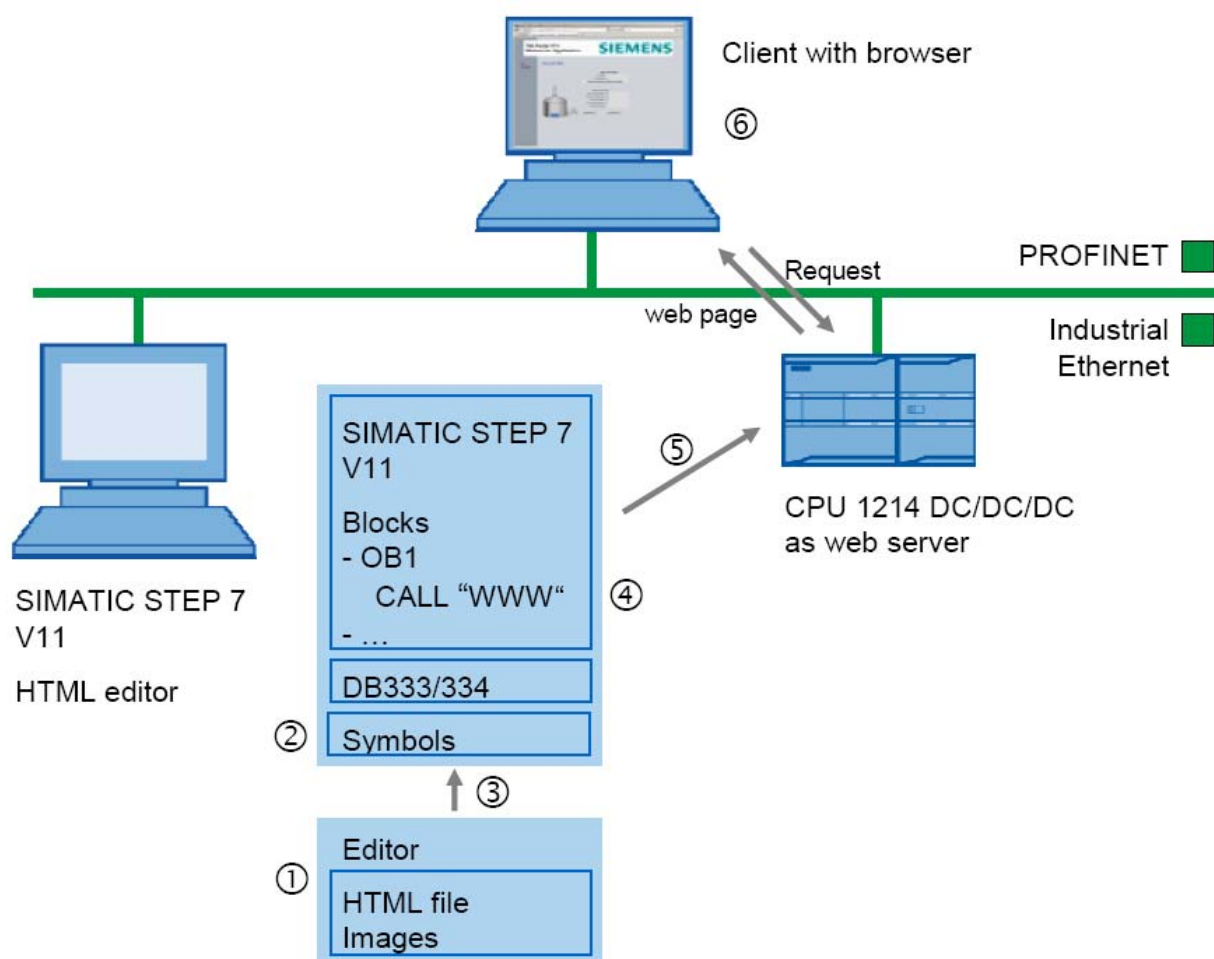 SIEMENS
Client with browser
⑥
Request
PROFINET
web page
Industrial
Ethernet
SIMATIC STEP 7
V11
HTML editor
SIMATIC STEP 7
V11
Blocks
- OB1
CALL “WWW“
- ...
DB333/334
② Symbols
④
⑤
CPU 1214 DC/DC/DC
as web server
③
①
Editor
HTML file
Images